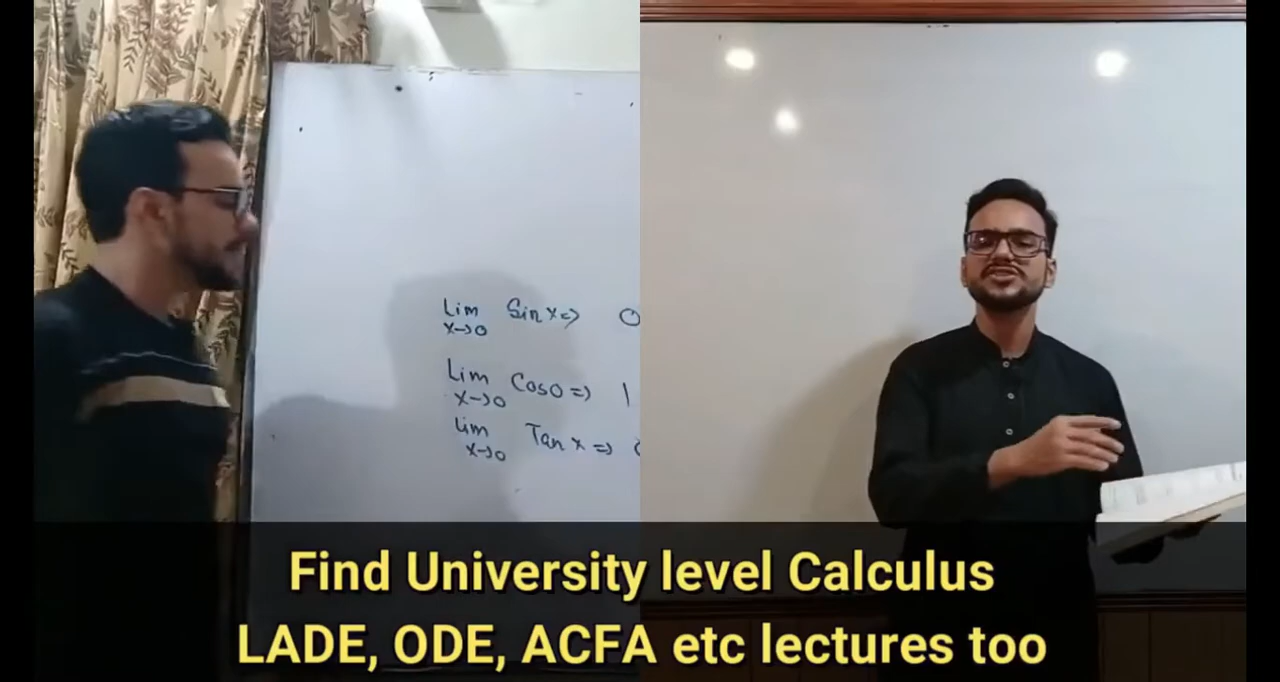 Lim Sin x => 0
x→0
Lim Cos0 => 1
x→0
Lim Tan x =>
x→0
Find University level Calculus
LADE, ODE, ACFA etc lectures too